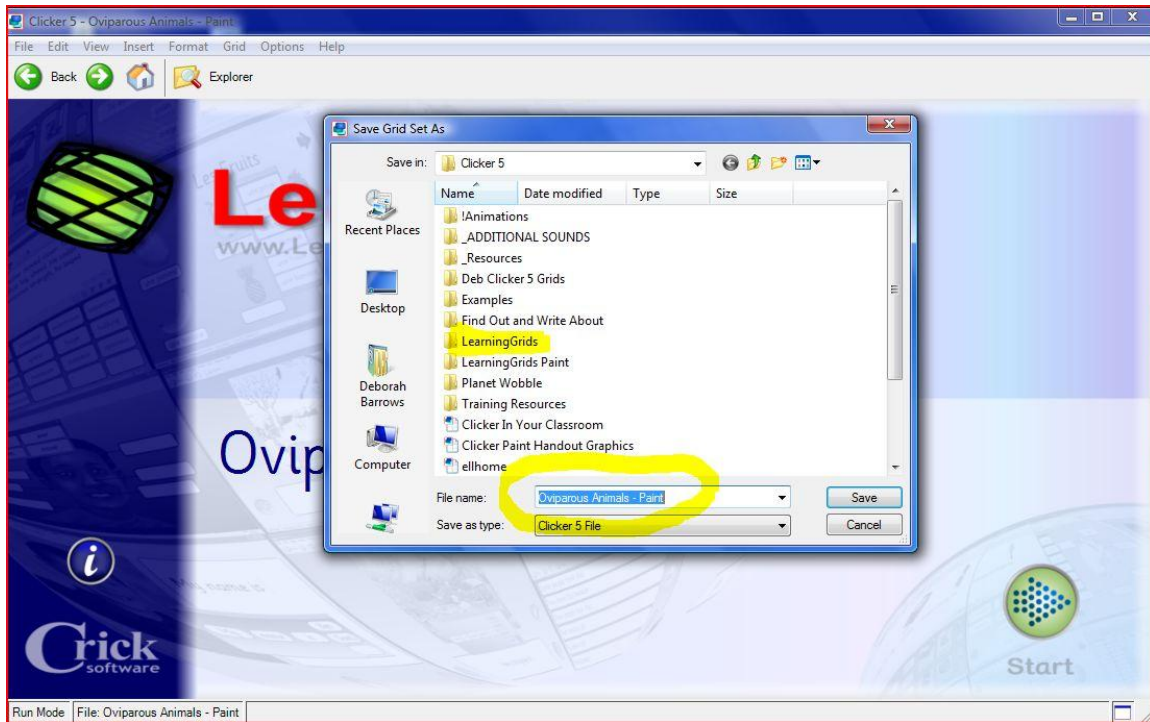 Clicker 5 - Oviparous Animals - Paint
File Edit View Insert Format Grid Options Help
Back Explorer
Save Grid Set As
Save in: Clicker 5
Name Date modified Type Size
Recent Places
Desktop
Deborah
Barrows
Computer
!Animations
_ADDITIONAL SOUNDS
_Resources
Deb Clicker 5 Grids
Examples
Find Out and Write About
LearningGrids
LearningGrids Paint
Planet Wobble
Training Resources
Clicker In Your Classroom
Clicker Paint Handout Graphics
ellhome
File name: Oviparous Animals - Paint Save
Save as type: Clicker 5 File Cancel
Le
www.Le
Ovip
i
Crick
software
My name is
Start
Run Mode File: Oviparous Animals - Paint